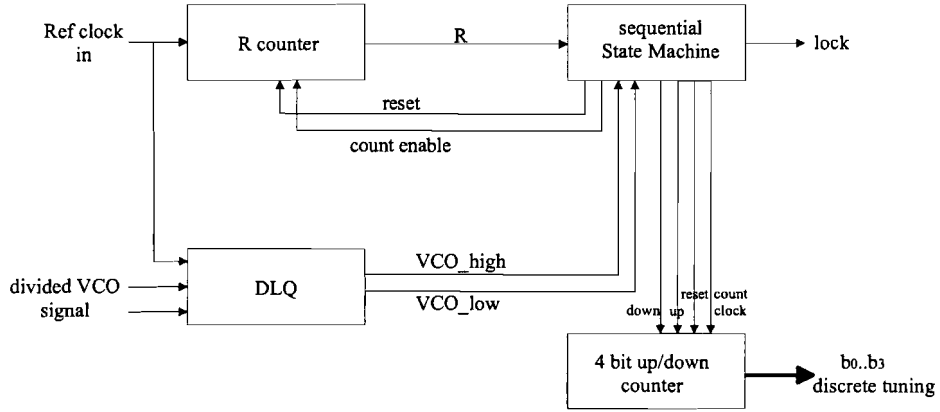 Ref clock
in
R counter
R
sequential
State Machine
lock
reset
count enable
divided VCO
signal
DLQ
VCO_high
VCO_low
reset count
down up clock
4 bit up/down
counter
b0..b3
discrete tuning